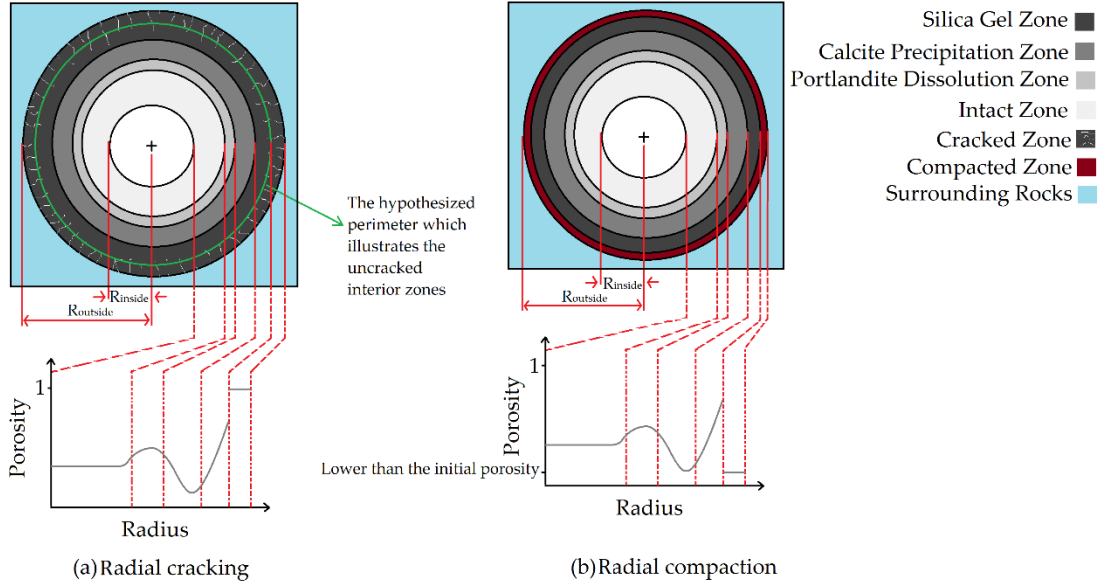 Silica Gel Zone
Calcite Precipitation Zone
Portlandite Dissolution Zone
Intact Zone
Cracked Zone
Compacted Zone
Surrounding Rocks
The hypothesized
perimeter which
illustrates the
uncracked
interior zones
Rinside
Routside
1
Porosity
Radius
(a) Radial cracking
Rinside
Routside
1
Porosity
Lower than the initial porosity
Radius
(b) Radial compaction